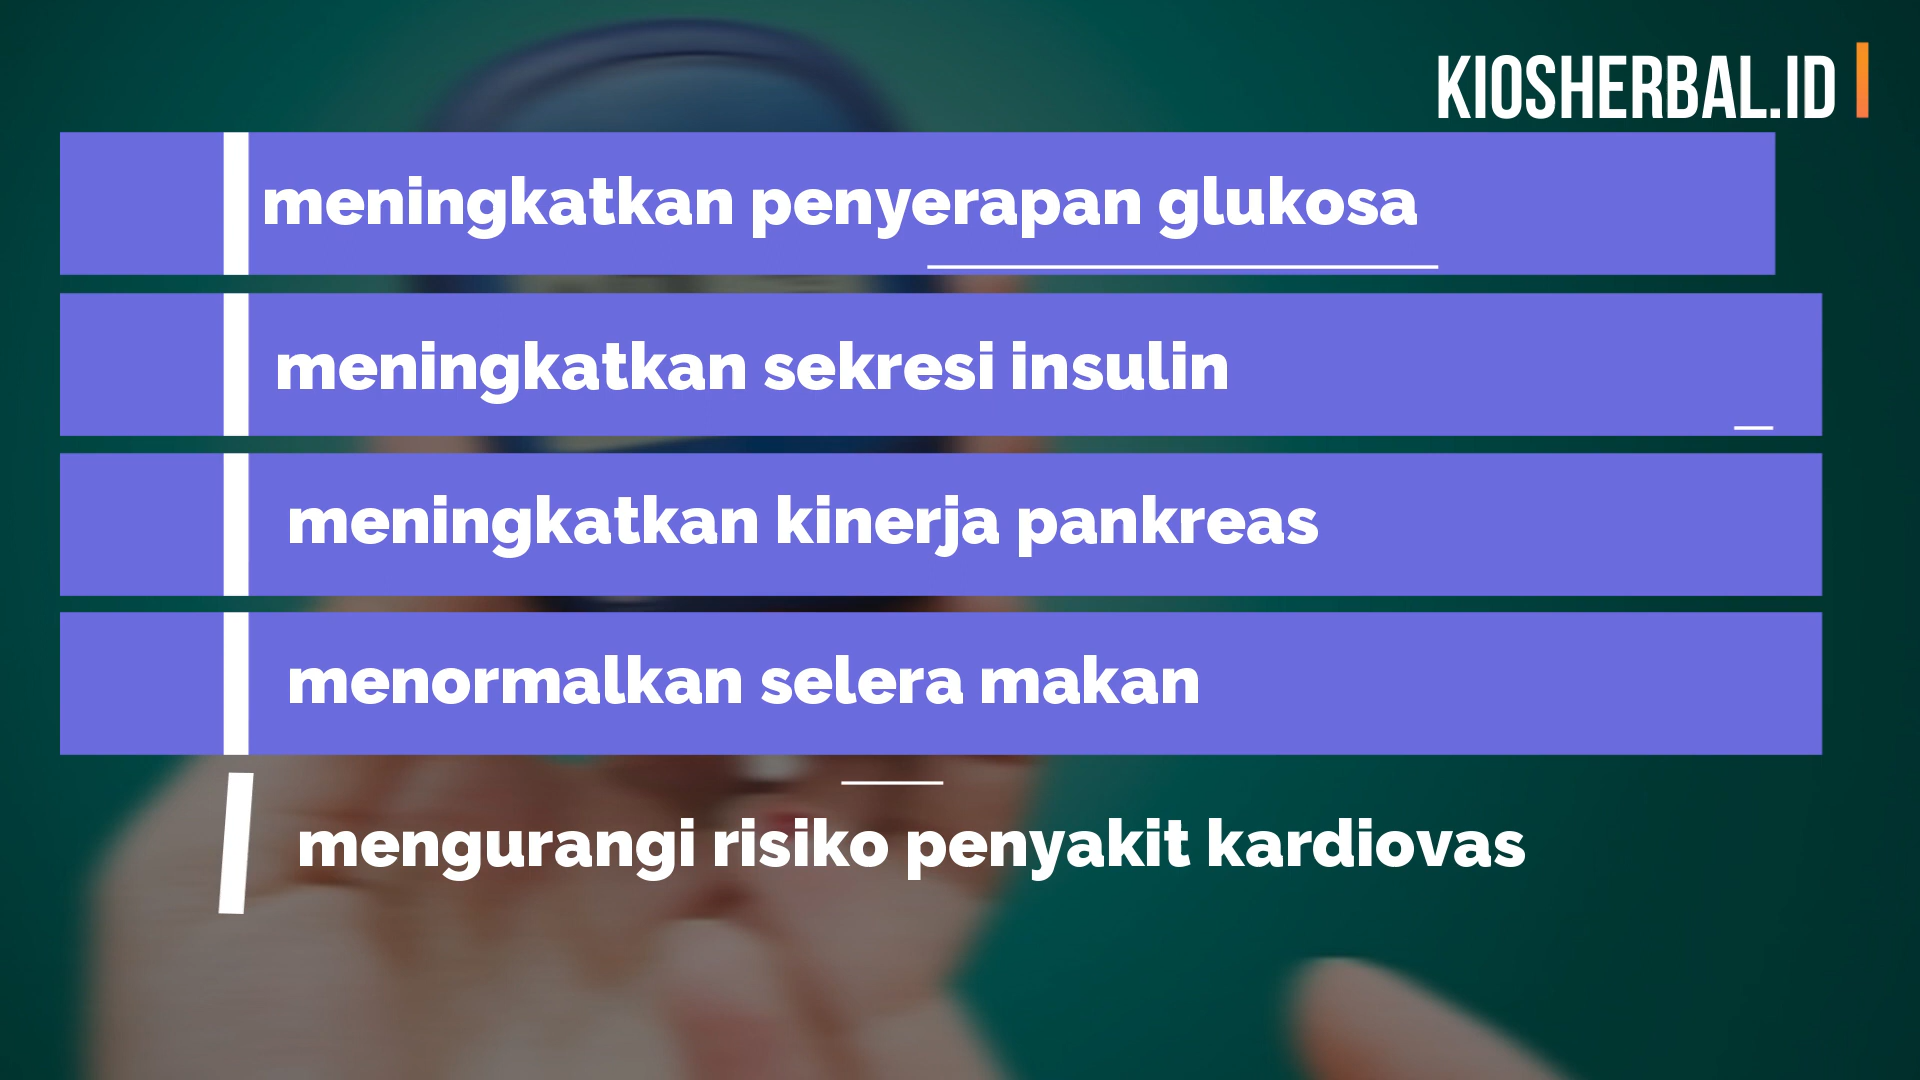 KIOSHERBAL.ID
meningkatkan penyerapan glukosa
meningkatkan sekresi insulin
meningkatkan kinerja pankreas
menormalkan selera makan
mengurangi risiko penyakit kardiovas